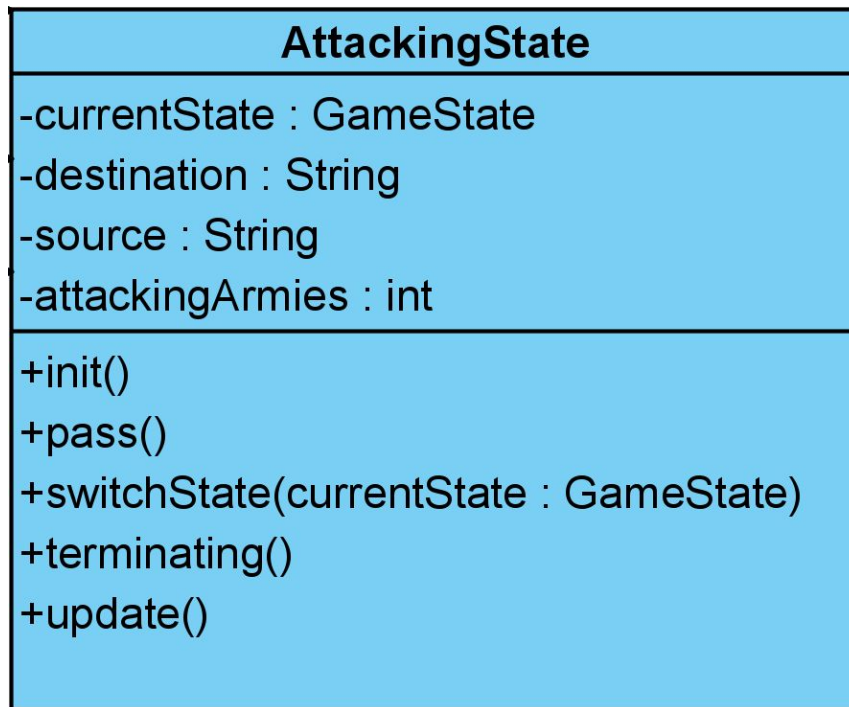 AttackingState
-currentState : GameState
-destination : String
-source : String
-attackingArmies : int
+init()
+pass()
+switchState(currentState : GameState)
+terminating()
+update()